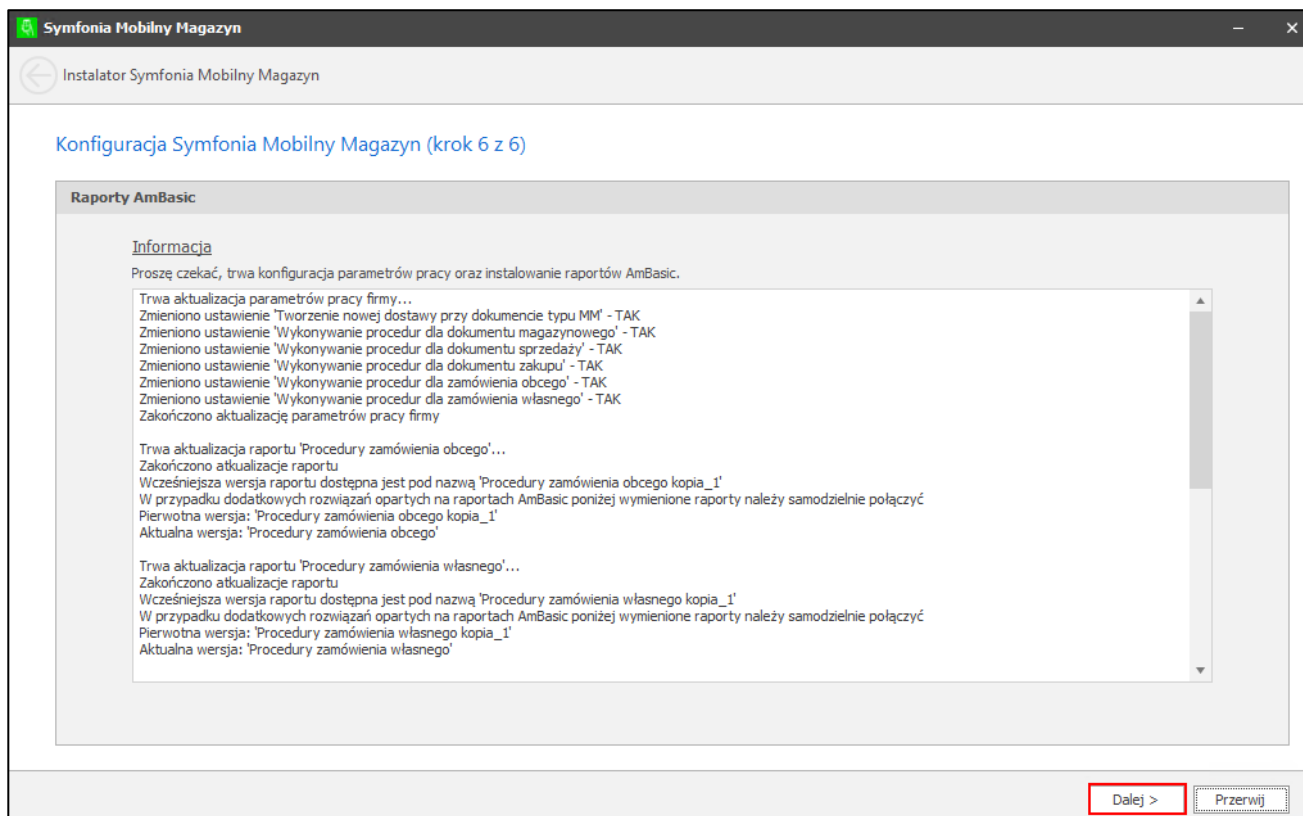 Symfonia Mobilny Magazyn
Instalator Symfonia Mobilny Magazyn
Konfiguracja Symfonia Mobilny Magazyn (krok 6 z 6)
Raporty AmBasic
Informacja
Proszę czekać, trwa konfiguracja parametrów pracy oraz instalowanie raportów AmBasic.
Trwa aktualizacja parametrów pracy firmy...
Zmieniono ustawienie 'Tworzenie nowej dostawy przy dokumencie typu MM' - TAK
Zmieniono ustawienie 'Wykonywanie procedur dla dokumentu magazynowego' - TAK
Zmieniono ustawienie 'Wykonywanie procedur dla dokumentu sprzedaży' - TAK
Zmieniono ustawienie 'Wykonywanie procedur dla dokumentu zakupu' - TAK
Zmieniono ustawienie 'Wykonywanie procedur dla zamówienia obcego' - TAK
Zmieniono ustawienie 'Wykonywanie procedur dla zamówienia własnego' - TAK
Zakończono aktualizację parametrów pracy firmy
Trwa aktualizacja raportu 'Procedury zamówienia obcego'...
Zakończono atkualizacje raportu
Wcześniejsza wersja raportu dostępna jest pod nazwą 'Procedury zamówienia obcego kopia_1'
W przypadku dodatkowych rozwiązań opartych na raportach AmBasic poniżej wymienione raporty należy samodzielnie połączyć
Pierwotna wersja: 'Procedury zamówienia obcego kopia_1'
Aktualna wersja: 'Procedury zamówienia obcego'
Trwa aktualizacja raportu 'Procedury zamówienia własnego'...
Zakończono atkualizacje raportu
Wcześniejsza wersja raportu dostępna jest pod nazwą 'Procedury zamówienia własnego kopia_1'
W przypadku dodatkowych rozwiązań opartych na raportach AmBasic poniżej wymienione raporty należy samodzielnie połączyć
Pierwotna wersja: 'Procedury zamówienia własnego kopia_1'
Aktualna wersja: 'Procedury zamówienia własnego'
Dalej > Przerwij